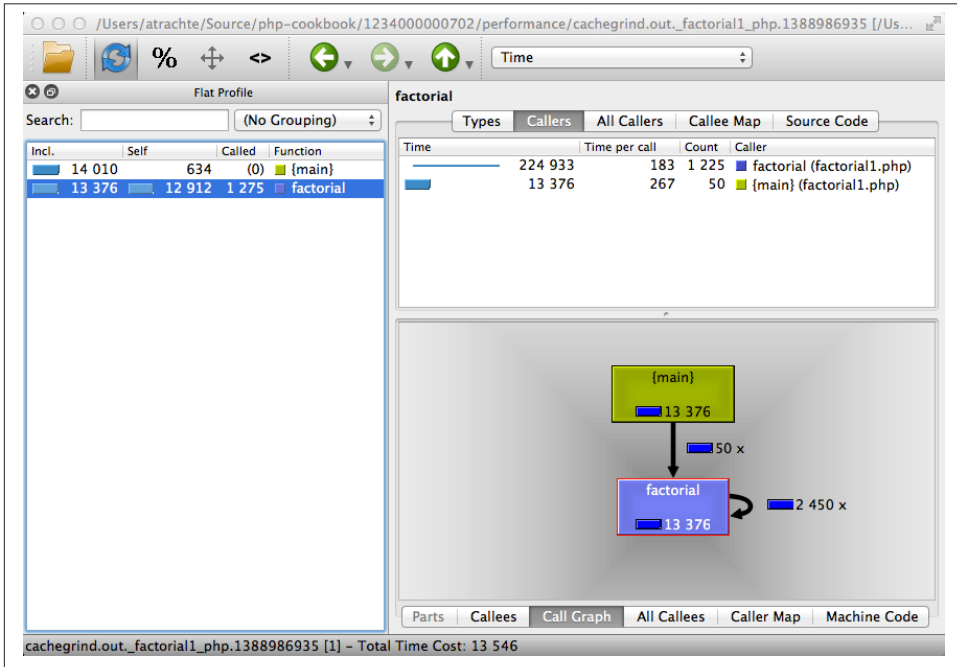 /Users/atrachte/Source/php-cookbook/1234000000702/performance/cachegrind.out._factorial1_php.1388986935 [/Us...
% <> Time
Flat Profile
Search: (No Grouping)
Incl. Self Called Function
14 010 634 (0) {main}
13 376 12 912 1 275 factorial
factorial
Types Callers All Callers Callee Map Source Code
Time Time per call Count Caller
224 933 183 1 225 factorial (factorial1.php)
13 376 267 50 {main} (factorial1.php)
{main}
13 376
50 x
factorial
13 376
2 450 x
Parts Callees Call Graph All Callees Caller Map Machine Code
cachegrind.out._factorial1_php.1388986935 [1] - Total Time Cost: 13 546